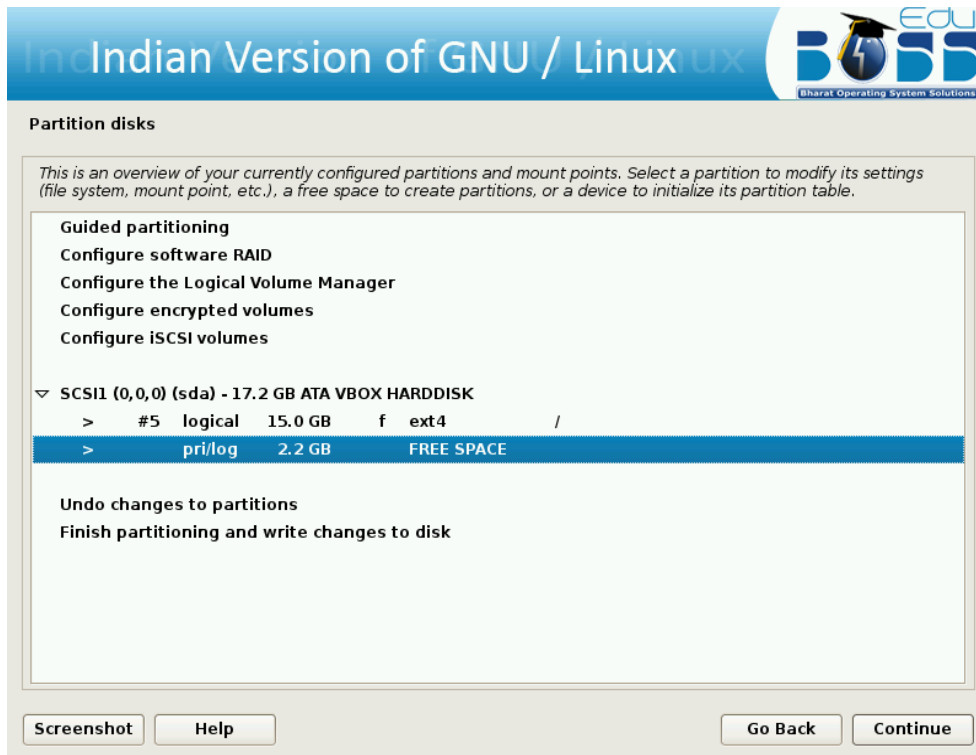 Edu
Indian Version of GNU / Linux
BOSS
Bharat Operating System Solutions
Partition disks
This is an overview of your currently configured partitions and mount points. Select a partition to modify its settings
(file system, mount point, etc.), a free space to create partitions, or a device to initialize its partition table.
Guided partitioning
Configure software RAID
Configure the Logical Volume Manager
Configure encrypted volumes
Configure iSCSI volumes
SCSI1 (0,0,0) (sda) - 17.2 GB ATA VBOX HARDDISK
> #5 logical 15.0 GB f ext4 /
> pri/log 2.2 GB FREE SPACE
Undo changes to partitions
Finish partitioning and write changes to disk
Screenshot Help Go Back Continue